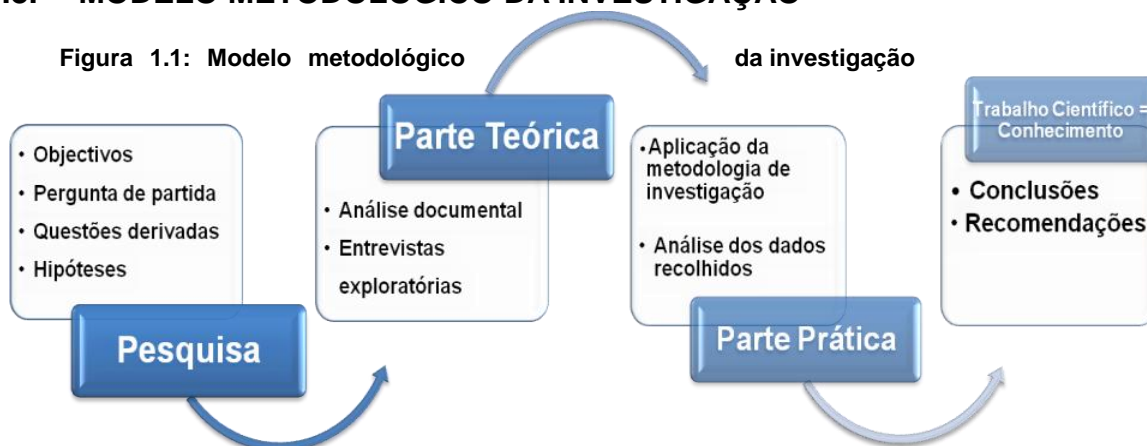 MODELO METODOLÓGICO DA INVESTIGAÇÃO
Figura 1.1: Modelo metodológico da investigação
• Objectivos
• Pergunta de partida
• Questões derivadas
• Hipóteses
Pesquisa
Parte Teórica
• Análise documental
• Entrevistas
exploratórias
• Aplicação da
metodologia de
investigação
• Análise dos dados
recolhidos
Parte Prática
Trabalho Científico =
Conhecimento
• Conclusões
• Recomendações